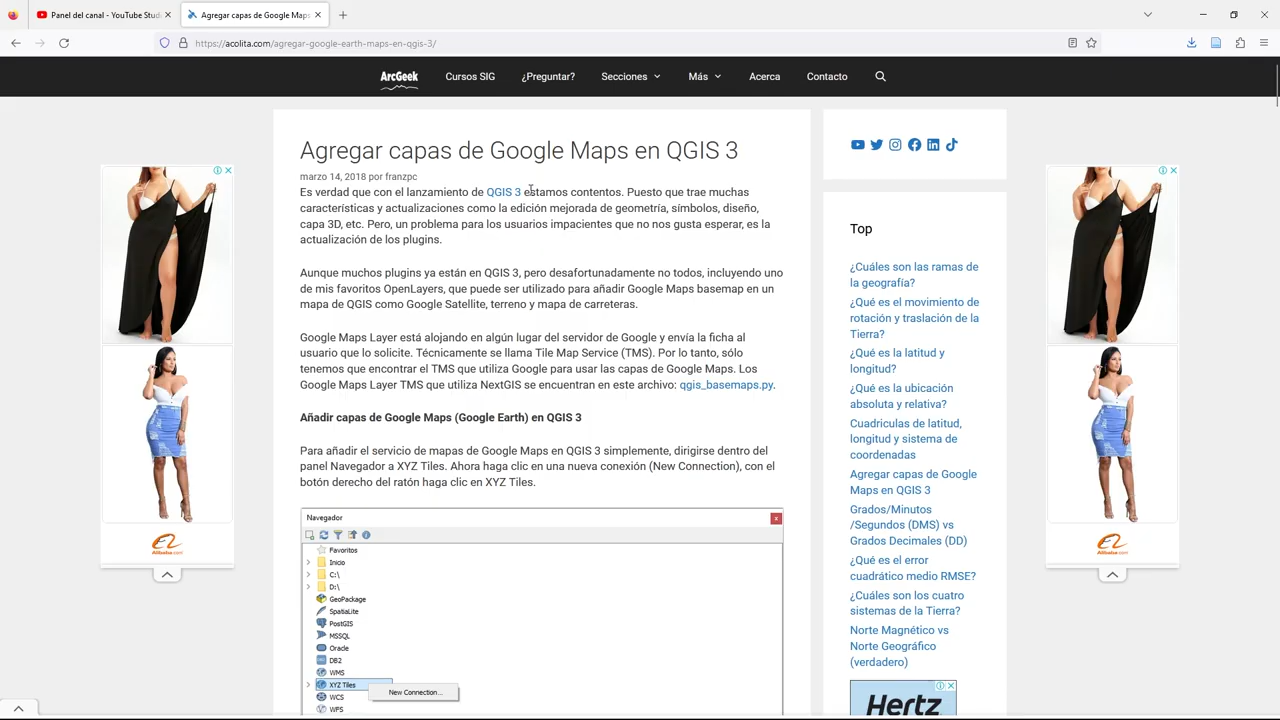 Panel del canal - YouTube Stud
Agregar capas de Google Maps
https://acolita.com/agregar-google-earth-maps-en-qgis-3/
ArcGeek
Cursos SIG
¿Preguntar?
Secciones
Más
Acerca
Contacto
Agregar capas de Google Maps en QGIS 3
marzo 14, 2018 por franzpc
Es verdad que con el lanzamiento de QGIS 3 estamos contentos. Puesto que trae muchas
características y actualizaciones como la edición mejorada de geometría, símbolos, diseño,
capa 3D, etc. Pero, un problema para los usuarios impacientes que no nos gusta esperar, es la
actualización de los plugins.
Aunque muchos plugins ya están en QGIS 3, pero desafortunadamente no todos, incluyendo uno
de mis favoritos OpenLayers, que puede ser utilizado para añadir Google Maps basemap en un
mapa de QGIS como Google Satellite, terreno y mapa de carreteras.
Google Maps Layer está alojando en algún lugar del servidor de Google y envía la ficha al
usuario que lo solicite. Técnicamente se llama Tile Map Service (TMS). Por lo tanto, sólo
tenemos que encontrar el TMS que utiliza Google para usar las capas de Google Maps. Los
Google Maps Layer TMS que utiliza NextGIS se encuentran en este archivo: qgis_basemaps.py.
Añadir capas de Google Maps (Google Earth) en QGIS 3
Para añadir el servicio de mapas de Google Maps en QGIS 3 simplemente, dirigirse dentro del
panel Navegador a XYZ Tiles. Ahora haga clic en una nueva conexión (New Connection), con el
botón derecho del ratón haga clic en XYZ Tiles.
Navegador
Favoritos
Inicio
C:\
D:\
GeoPackage
SpatiaLite
PostGIS
MSSQL
Oracle
DB2
WMS
XYZ Tiles
New Connection...
WCS
WFS
Top
¿Cuáles son las ramas de
la geografía?
¿Qué es el movimiento de
rotación y traslación de la
Tierra?
¿Qué es la latitud y
longitud?
¿Qué es la ubicación
absoluta y relativa?
Cuadriculas de latitud,
longitud y sistema de
coordenadas
Agregar capas de Google
Maps en QGIS 3
Grados/Minutos
/Segundos (DMS) vs
Grados Decimales (DD)
¿Qué es el error
cuadrático medio RMSE?
¿Cuáles son los cuatro
sistemas de la Tierra?
Norte Magnético vs
Norte Geográfico
(verdadero)
Hertz
Alibaba.com
Alibaba.com